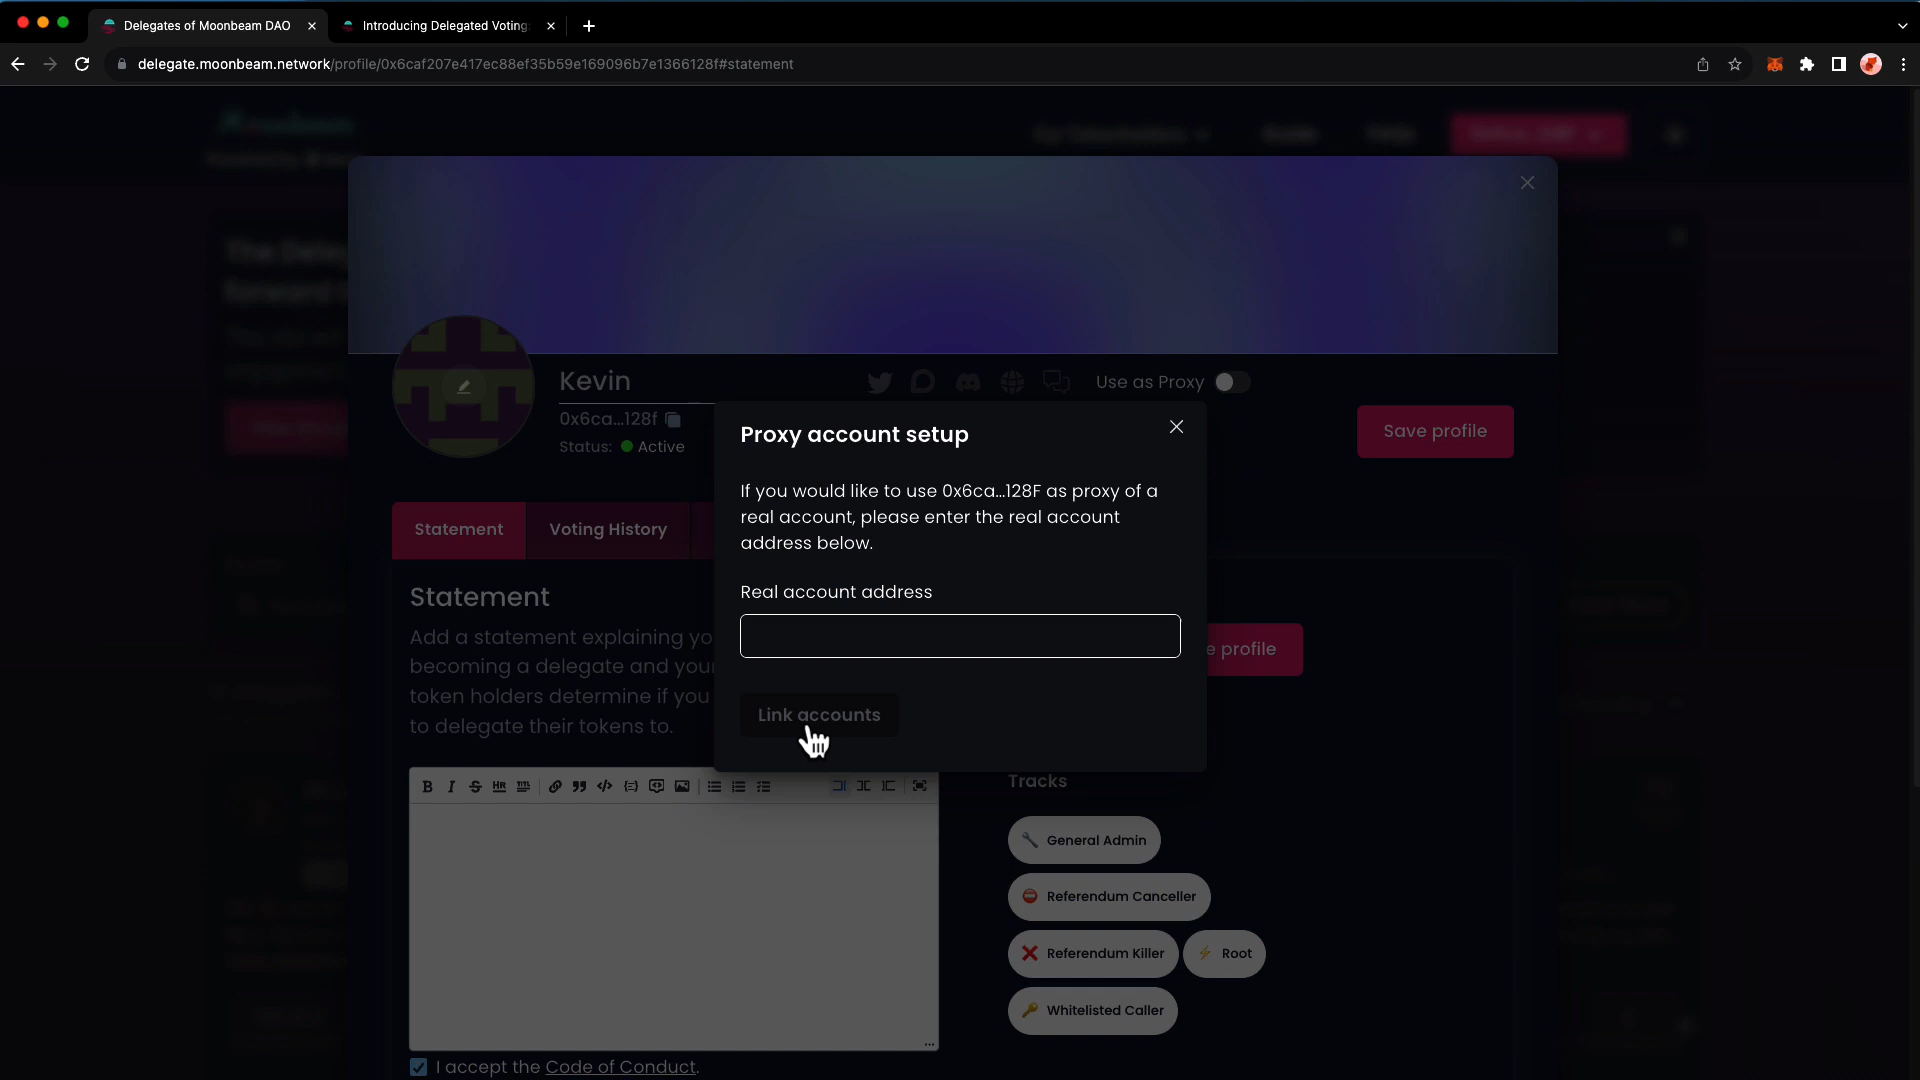 Delegates of Moonbeam DAO
Introducing Delegated Voting
delegate.moonbeam.network/profile/0x6caf207e417ec88ef35b59e169096b7e1366128f#statement
Kevin
Use as Proxy
0x6ca...128f
Status: Active
Save profile
Proxy account setup
If you would like to use 0x6ca...128F as proxy of a
real account, please enter the real account
address below.
Real account address
Link accounts
Statement
Voting History
Statement
Add a statement explaining yo
becoming a delegate and your
token holders determine if you
to delegate their tokens to.
e profile
Tracks
General Admin
Referendum Canceller
Referendum Killer
Root
Whitelisted Caller
I accept the Code of Conduct.